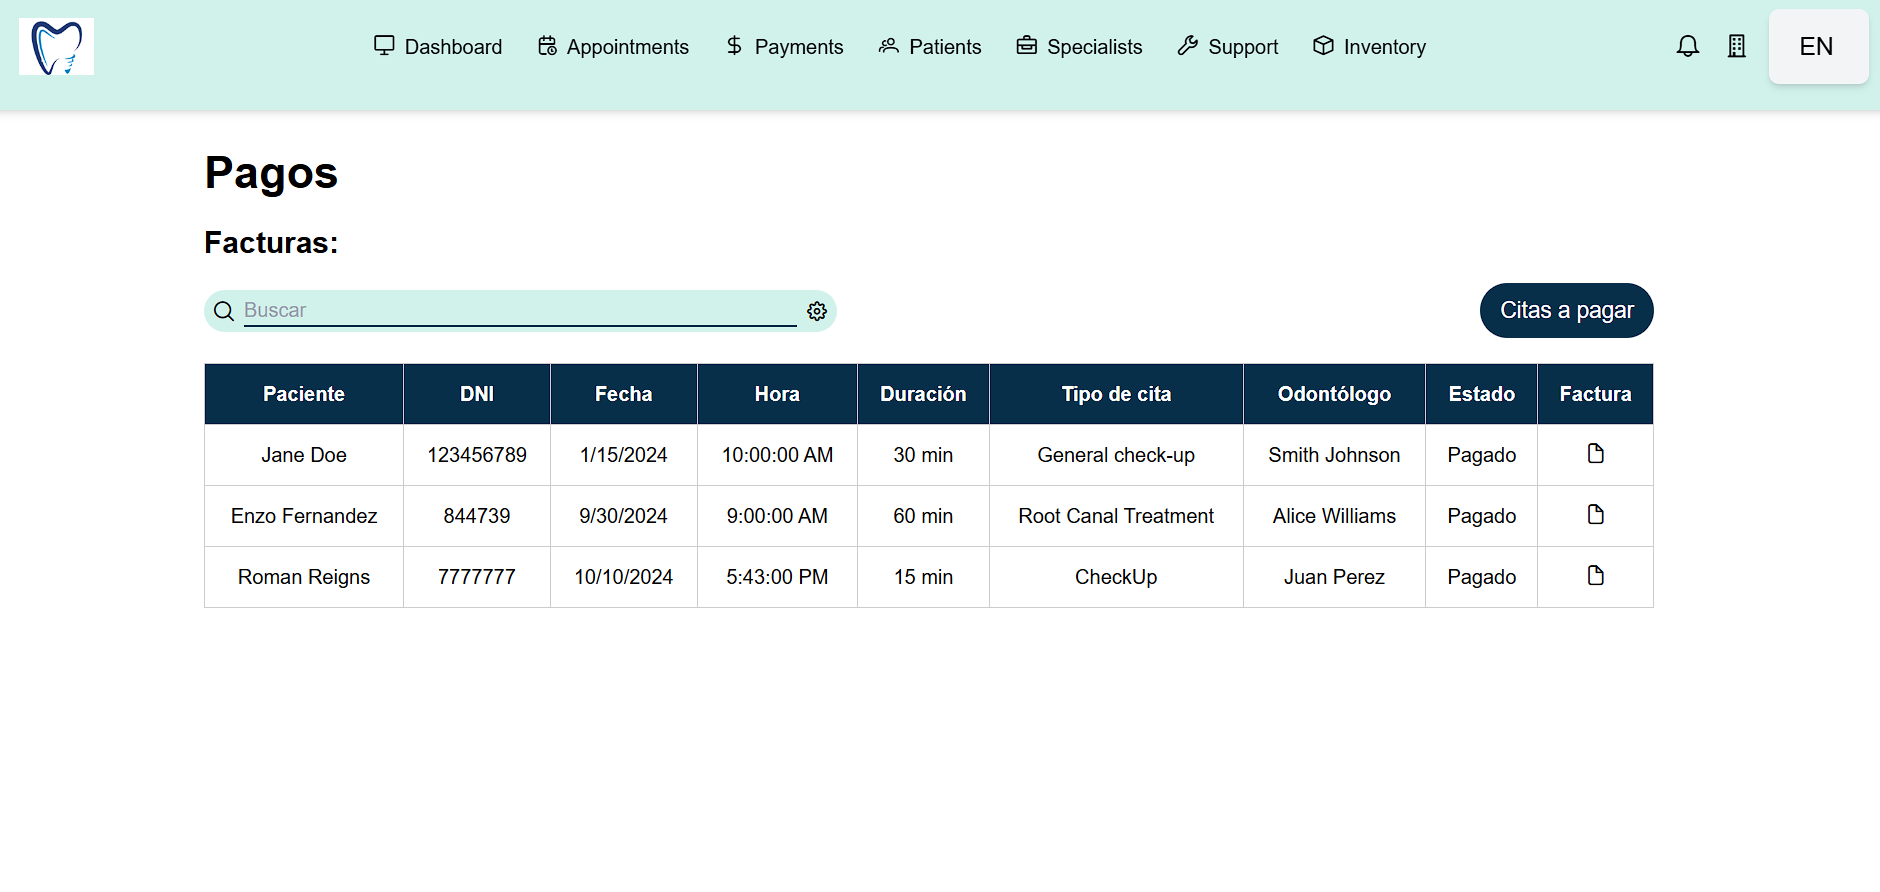 Dashboard Appointments Payments Patients Specialists Support Inventory EN
Pagos
Facturas:
Buscar Citas a pagar
Paciente DNI Fecha Hora Duración Tipo de cita Odontólogo Estado Factura
Jane Doe 123456789 1/15/2024 10:00:00 AM 30 min General check-up Smith Johnson Pagado
Enzo Fernandez 844739 9/30/2024 9:00:00 AM 60 min Root Canal Treatment Alice Williams Pagado
Roman Reigns 7777777 10/10/2024 5:43:00 PM 15 min CheckUp Juan Perez Pagado